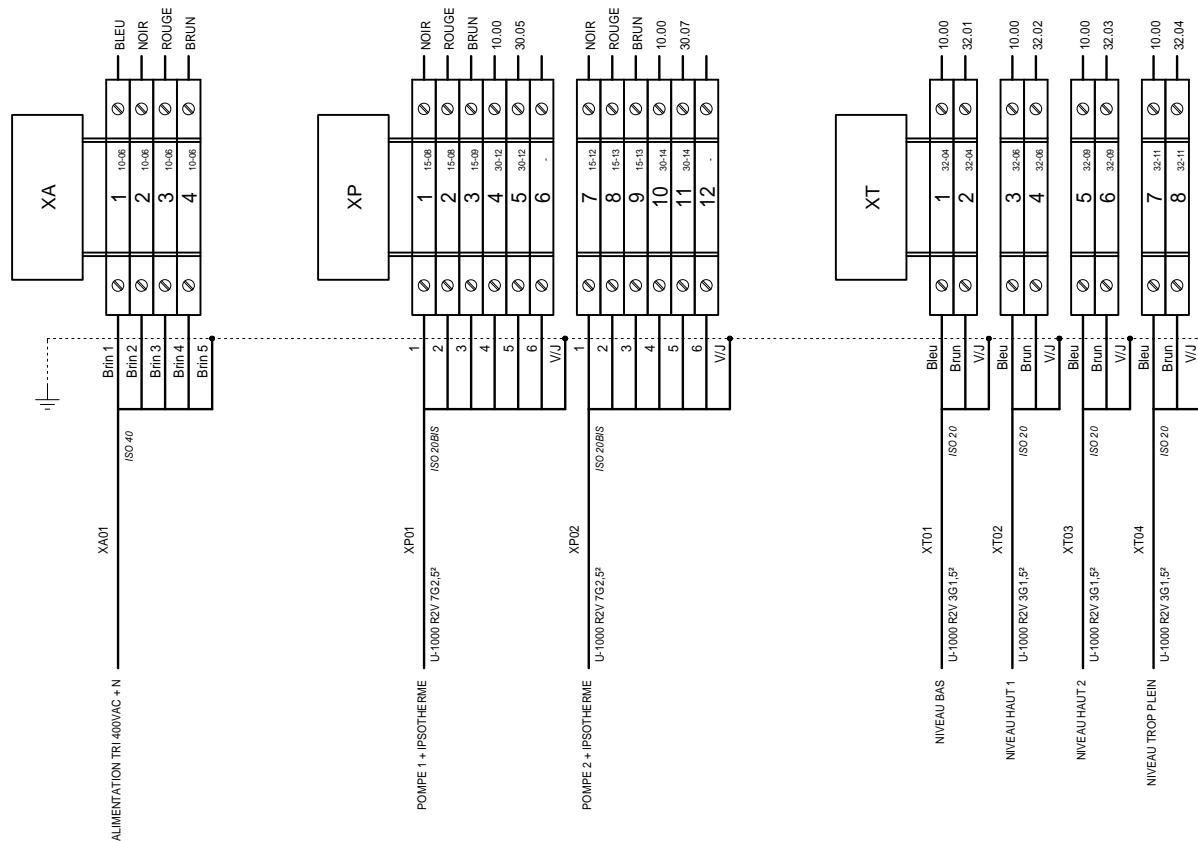 BLEU
NOIR
ROUGE
BRUN
XA
10-06
10-06
10-06
10-06
1
2
3
4
Brin 1
Brin 2
Brin 3
Brin 4
Brin 5
ISO 40
XA01
ALIMENTATION TRI 400VAC + N
NOIR
ROUGE
BRUN
10.00
30.05
XP
15-08
15-08
15-09
30-12
30-12
-
1
2
3
4
5
6
1
2
3
4
5
6
V/J
ISO 20BIS
XP01
U-1000 R2V 7G2,5²
POMPE 1 + IPSOTHERME
NOIR
ROUGE
BRUN
10.00
30.07
15-12
15-13
15-13
30-14
30-14
-
7
8
9
10
11
12
1
2
3
4
5
6
V/J
ISO 20BIS
XP02
U-1000 R2V 7G2,5²
POMPE 2 + IPSOTHERME
XT
10.00
32.01
32-04
32-04
1
2
Bleu
Brun
V/J
ISO 20
XT01
U-1000 R2V 3G1,5²
NIVEAU BAS
10.00
32.02
32-06
32-06
3
4
Bleu
Brun
V/J
ISO 20
XT02
U-1000 R2V 3G1,5²
NIVEAU HAUT 1
10.00
32.03
32-09
32-09
5
6
Bleu
Brun
V/J
ISO 20
XT03
U-1000 R2V 3G1,5²
NIVEAU HAUT 2
10.00
32.04
32-11
32-11
7
8
Bleu
Brun
V/J
ISO 20
XT04
U-1000 R2V 3G1,5²
NIVEAU TROP PLEIN